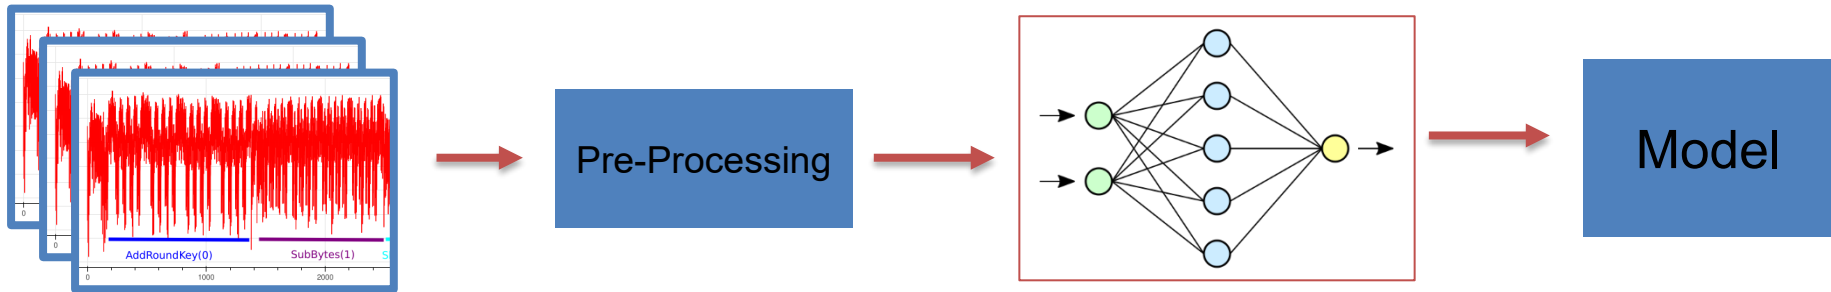 0
0
AddRoundKey(0)
SubBytes(1)
S
0
1000
2000
Pre-Processing
Model